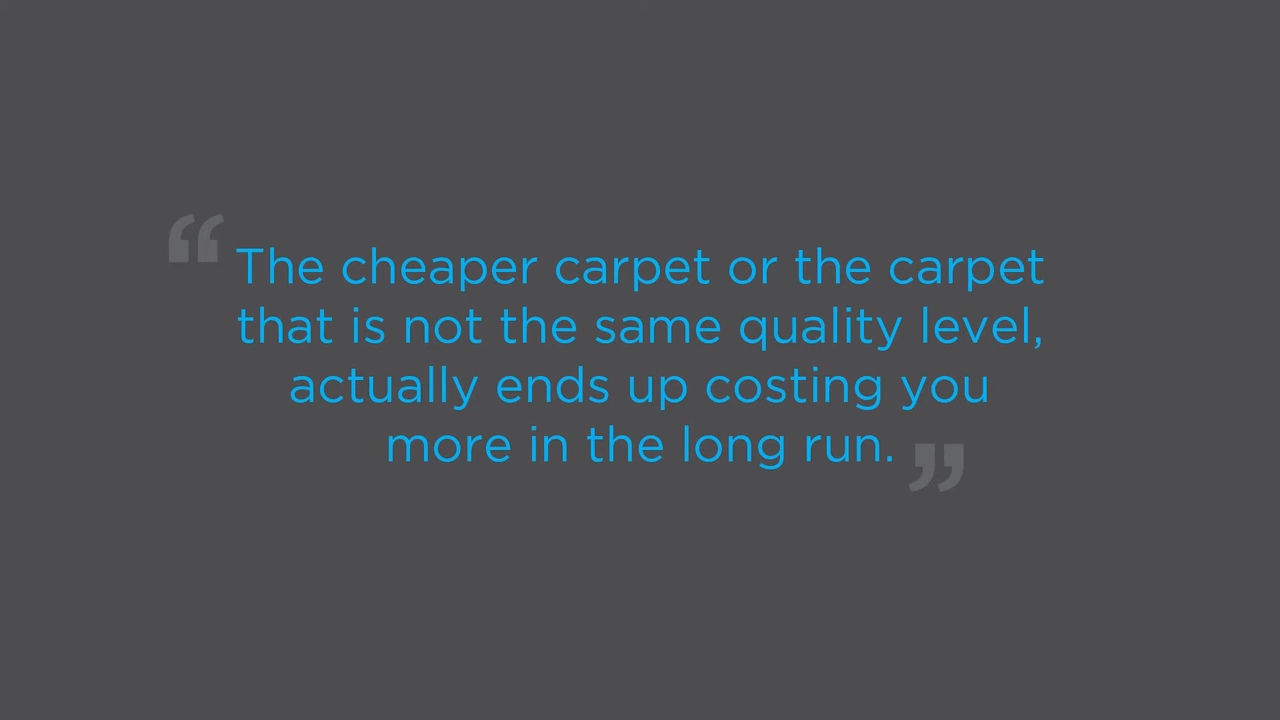 “The cheaper carpet or the carpet
that is not the same quality level,
actually ends up costing you
more in the long run.”